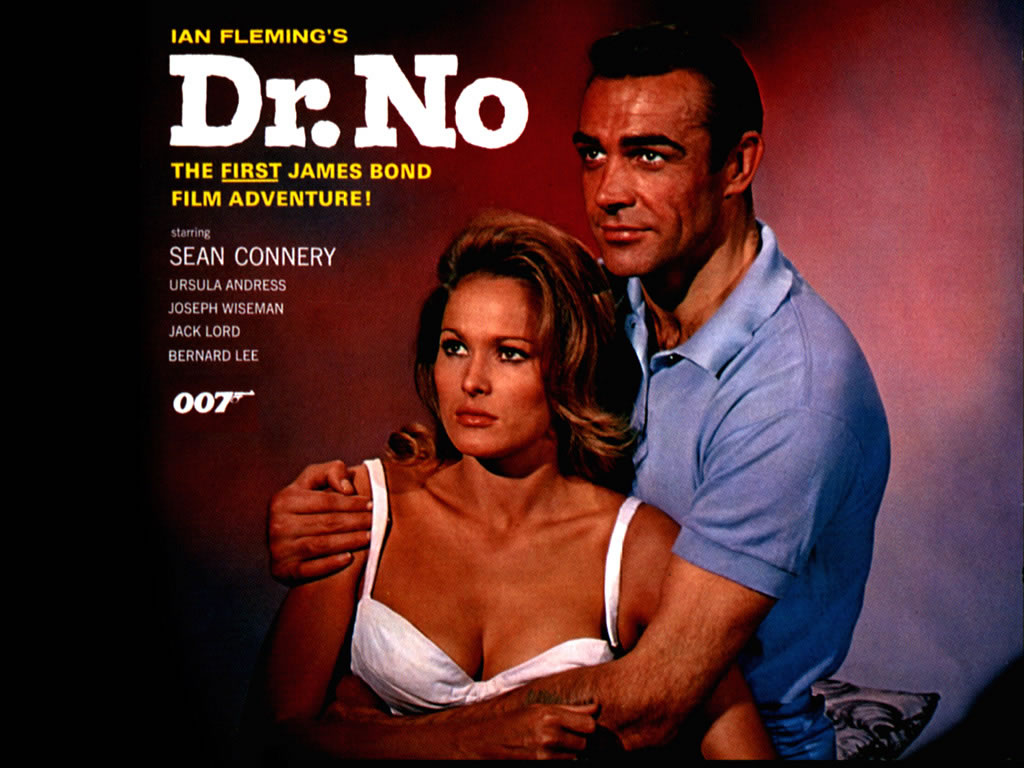 IAN FLEMING'S
Dr. No
THE FIRST JAMES BOND
FILM ADVENTURE!
starring
SEAN CONNERY
URSULA ANDRESS
JOSEPH WISEMAN
JACK LORD
BERNARD LEE
007